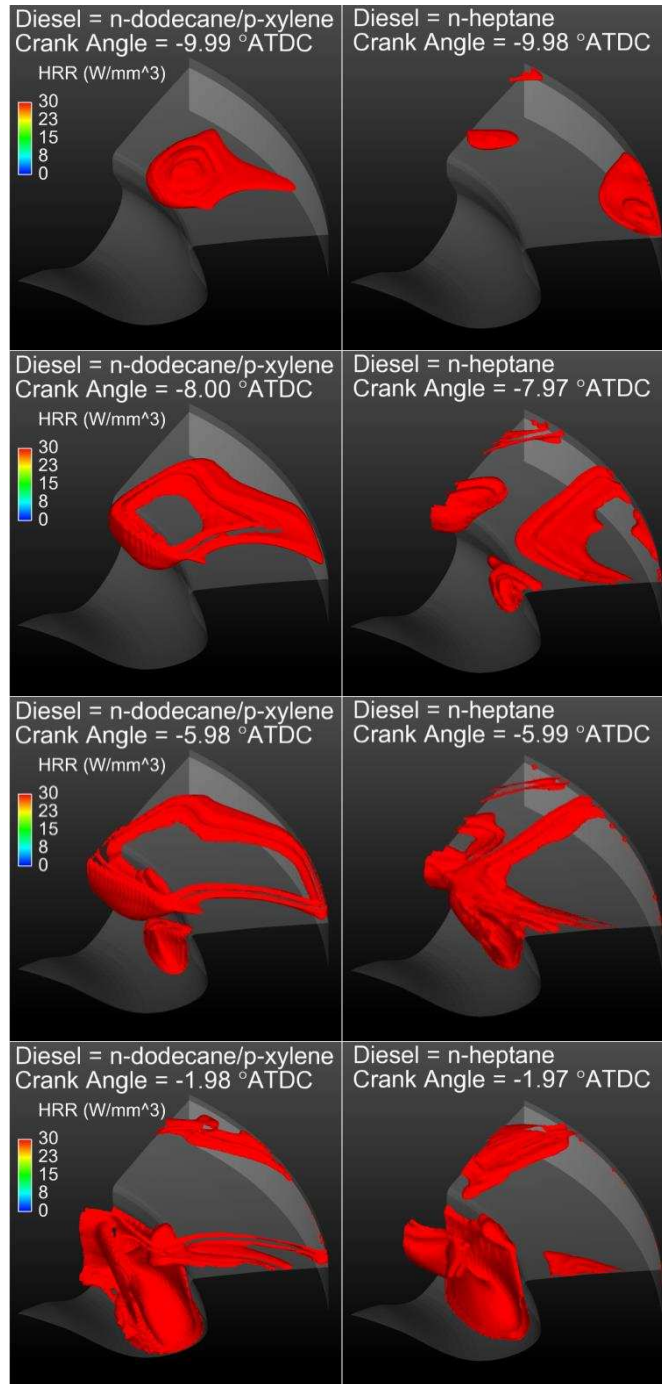 Diesel = n-dodecane/p-xylene
Crank Angle = -9.99 °ATDC
HRR (W/mm^3)
30
23
15
8
0
Diesel = n-heptane
Crank Angle = -9.98 °ATDC
Diesel = n-dodecane/p-xylene
Crank Angle = -8.00 °ATDC
HRR (W/mm^3)
30
23
15
8
0
Diesel = n-heptane
Crank Angle = -7.97 °ATDC
Diesel = n-dodecane/p-xylene
Crank Angle = -5.98 °ATDC
HRR (W/mm^3)
30
23
15
8
0
Diesel = n-heptane
Crank Angle = -5.99 °ATDC
Diesel = n-dodecane/p-xylene
Crank Angle = -1.98 °ATDC
HRR (W/mm^3)
30
23
15
8
0
Diesel = n-heptane
Crank Angle = -1.97 °ATDC